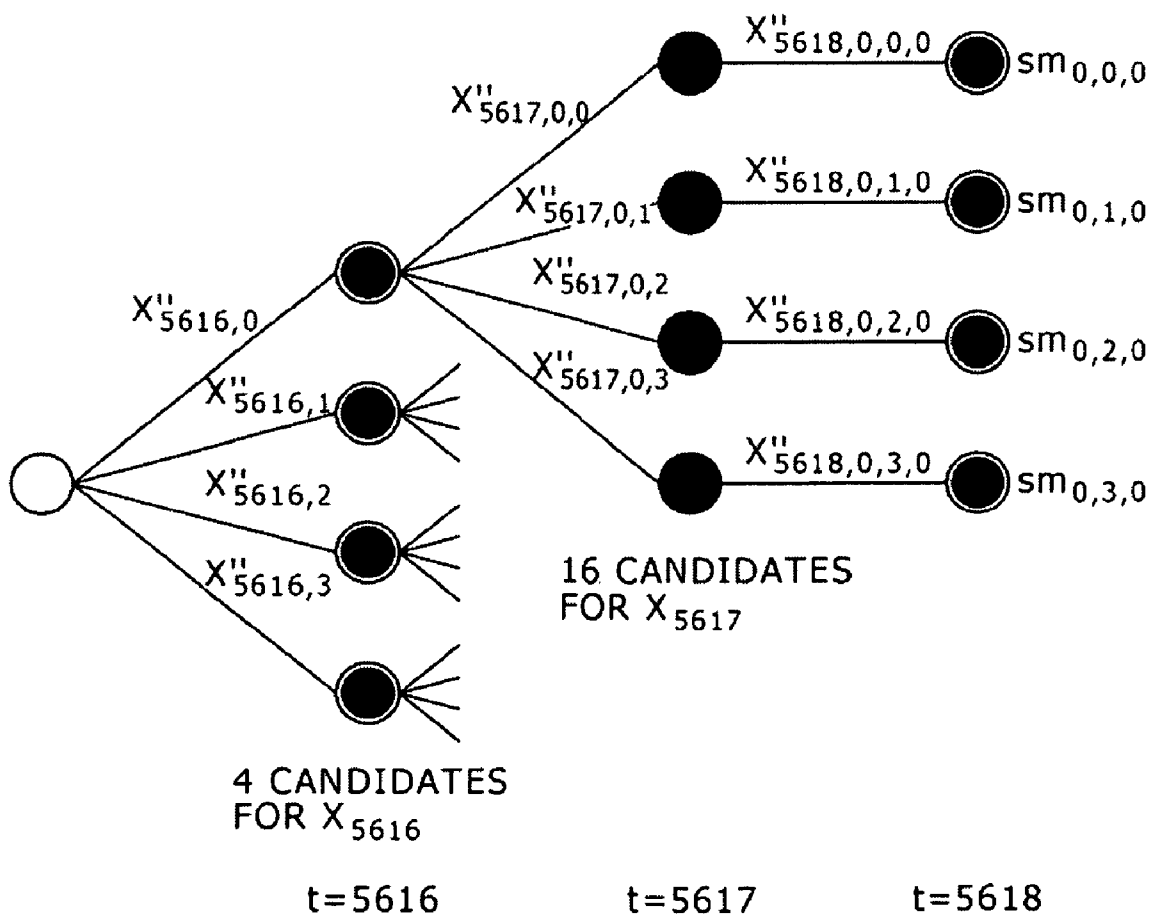 X''5618,0,0,0
sm0,0,0
X''5617,0,0
X''5618,0,1,0
sm0,1,0
X''5617,0,1
X''5617,0,2
X''5616,0
X''5618,0,2,0
sm0,2,0
X''5617,0,3
X''5616,1
X''5618,0,3,0
sm0,3,0
X''5616,2
X''5616,3
16 CANDIDATES
FOR X5617
4 CANDIDATES
FOR X5616
t=5616 t=5617 t=5618